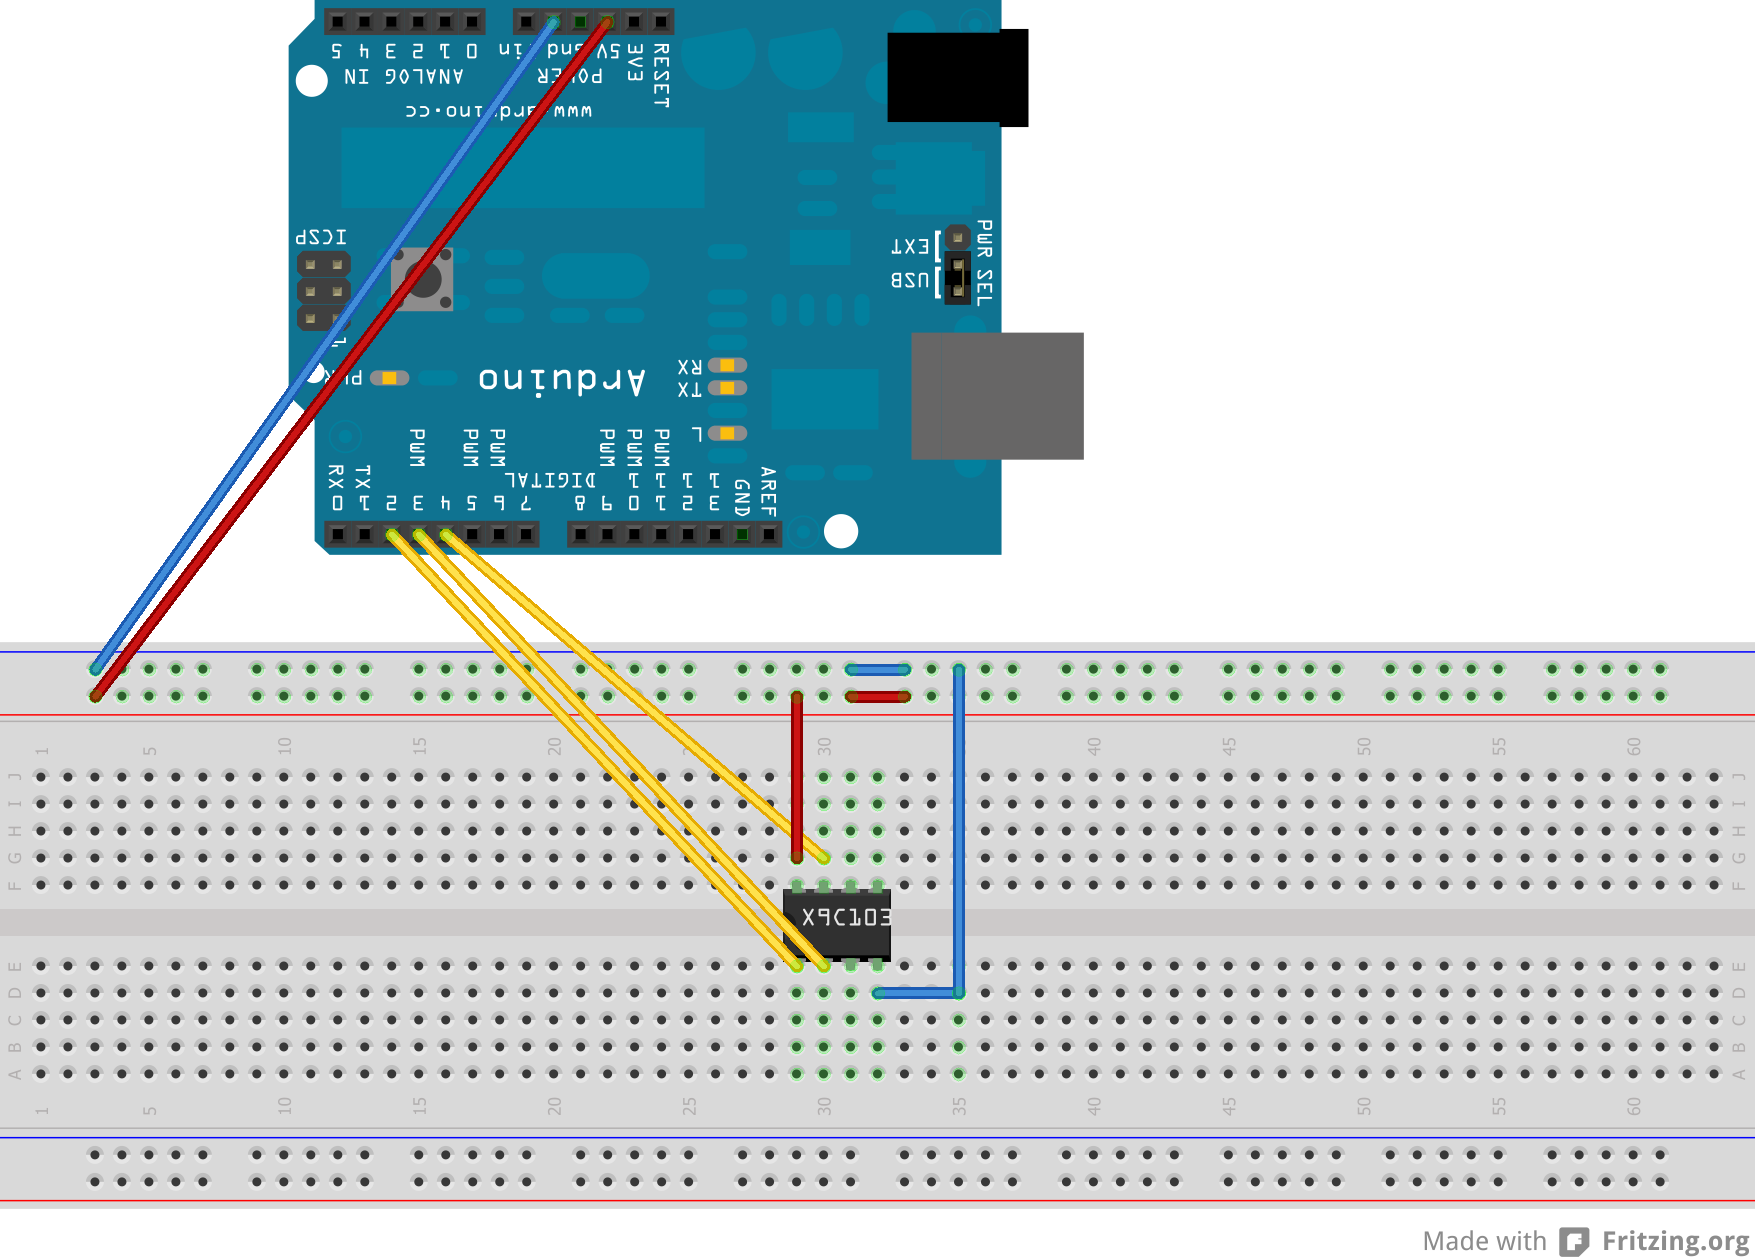 5 4 3 2 1 0
5V 3V3 RESET
ANALOG IN
POWER
www.arduino.cc
ICSP
EXT
USB
PWR SEL
RX
TX
Arduino
L
PWM PWM PWM PWM PWM PWM
DIGITAL
RX 0 TX 1 2 3 4 5 6 7 8 9 10 11 12 13 GND AREF
1 5 10 15 20 30 35 40 45 50 55 60
J J
I I
H H
G G
F F
X9C103
E E
D D
C C
B B
A A
1 5 10 15 20 25 30 35 40 45 50 55 60
Made with Fritzing.org